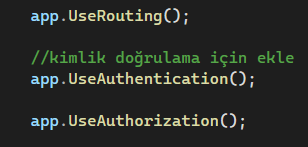 app.UseRouting();
//kimlik doğrulama için ekle
app.UseAuthentication();
app.UseAuthorization();